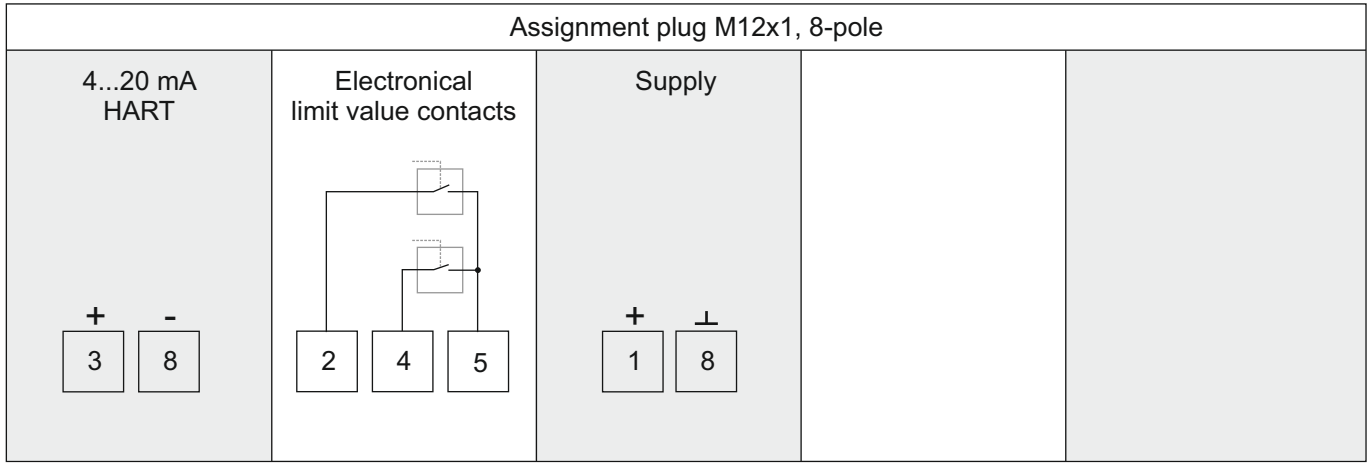 Assignment plug M12x1, 8-pole
4...20 mA
HART
Electronical
limit value contacts
Supply
+ -
3 8
2 4 5
+ ⊥
1 8